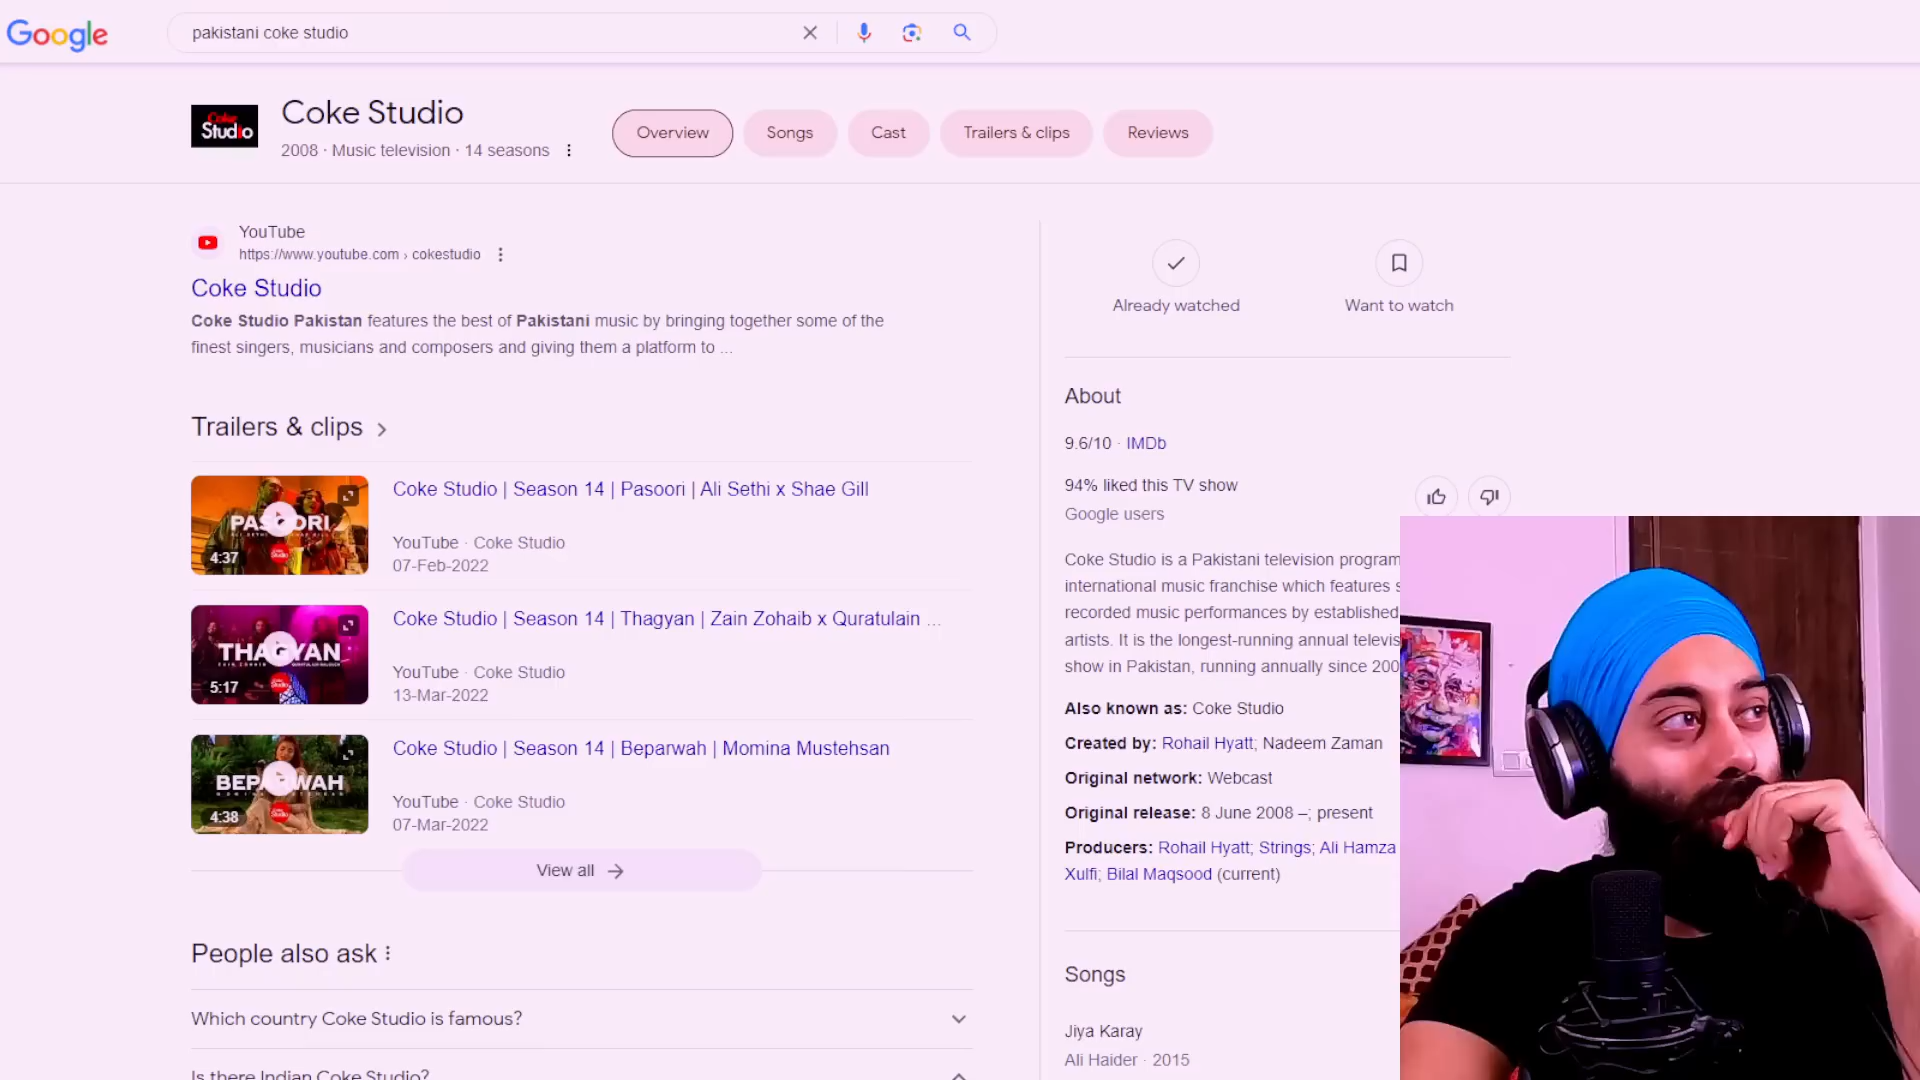 Google
pakistani coke studio
Coke Studio
Coke Studio
2008 · Music television · 14 seasons
Overview
Songs
Cast
Trailers & clips
Reviews
YouTube
https://www.youtube.com › cokestudio
Coke Studio
Coke Studio Pakistan features the best of Pakistani music by bringing together some of the
finest singers, musicians and composers and giving them a platform to ...
Trailers & clips
PASOORI
4:37
Coke Studio | Season 14 | Pasoori | Ali Sethi x Shae Gill
YouTube · Coke Studio
07-Feb-2022
THAGYAN
5:17
Coke Studio | Season 14 | Thagyan | Zain Zohaib x Quratulain ...
YouTube · Coke Studio
13-Mar-2022
BEPARWAH
4:38
Coke Studio | Season 14 | Beparwah | Momina Mustehsan
YouTube · Coke Studio
07-Mar-2022
View all
People also ask
Which country Coke Studio is famous?
Is there Indian Coke Studio?
Already watched
Want to watch
About
9.6/10 · IMDb
94% liked this TV show
Google users
Coke Studio is a Pakistani television program
international music franchise which features
recorded music performances by established
artists. It is the longest-running annual
show in Pakistan, running annually since
Also known as: Coke Studio
Created by: Rohail Hyatt; Nadeem Zaman
Original network: Webcast
Original release: 8 June 2008 –; present
Producers: Rohail Hyatt; Strings; Ali Hamza
Xulfi; Bilal Maqsood (current)
Songs
Jiya Karay
Ali Haider · 2015